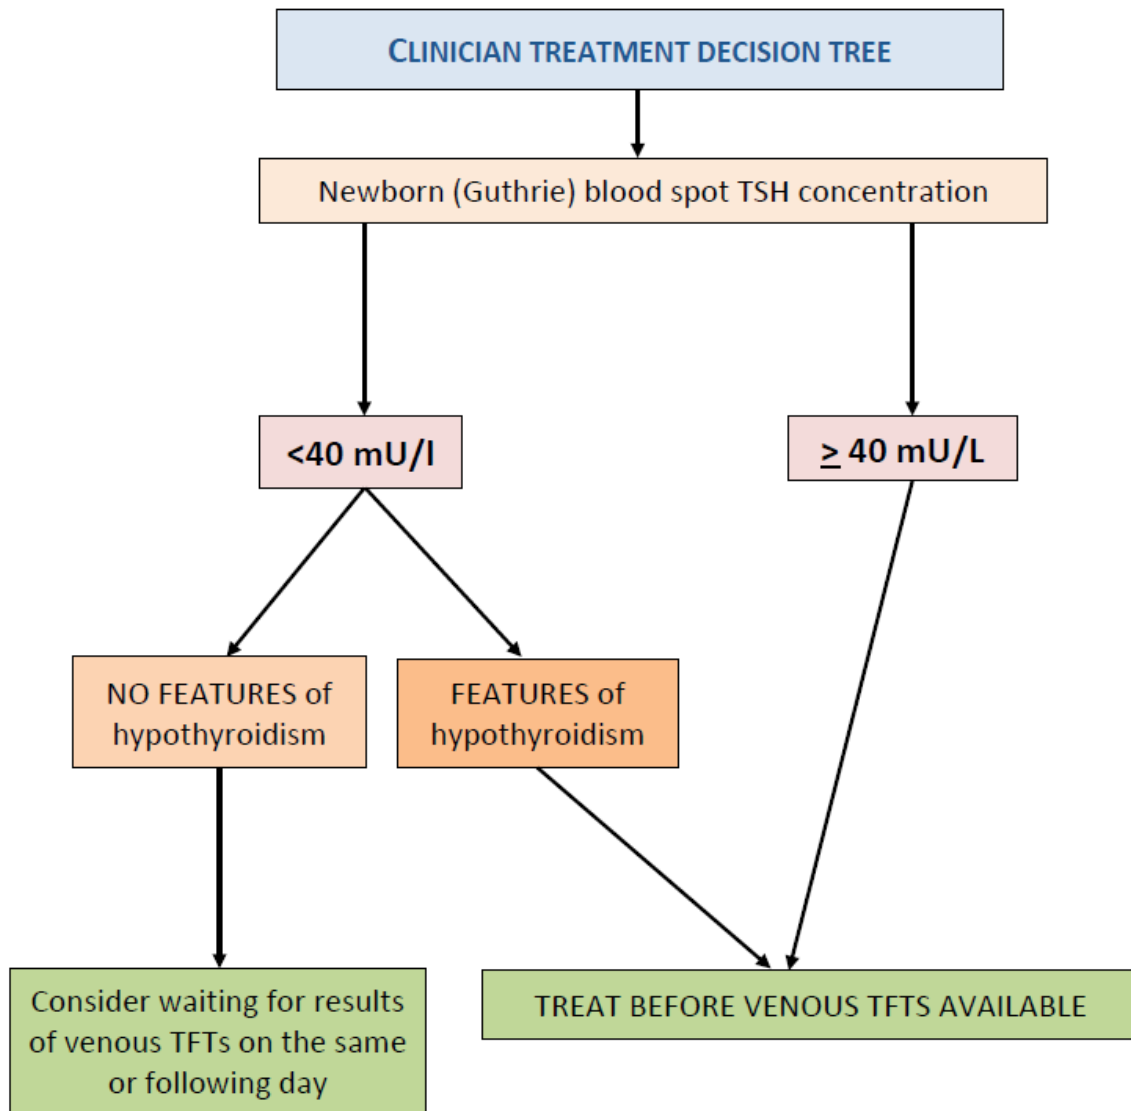 CLINICIAN TREATMENT DECISION TREE
Newborn (Guthrie) blood spot TSH concentration
<40 mU/l
≥ 40 mU/L
NO FEATURES of
hypothyroidism
FEATURES of
hypothyroidism
Consider waiting for results
of venous TFTs on the same
or following day
TREAT BEFORE VENOUS TFTS AVAILABLE